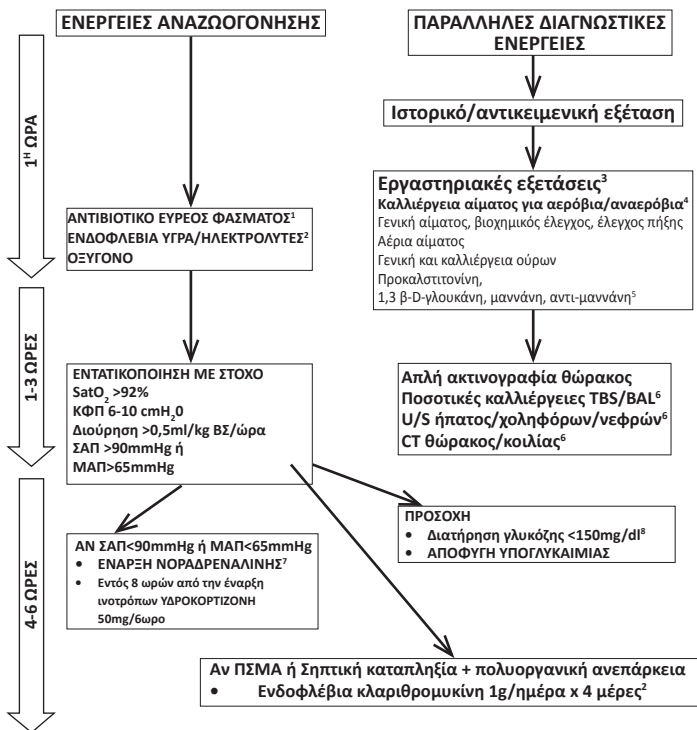 ΕΝΕΡΓΕΙΕΣ ΑΝΑΖΩΟΓΟΝΗΣΗΣ
ΠΑΡΑΛΛΗΛΕΣ ΔΙΑΓΝΩΣΤΙΚΕΣ
ΕΝΕΡΓΕΙΕΣ
1ᴴ ΩΡΑ
Ιστορικό/αντικειμενική εξέταση
Εργαστηριακές εξετάσεις³
Καλλιέργεια αίματος για αερόβια/αναερόβια⁴
Γενική αίματος, βιοχημικός έλεγχος, έλεγχος πήξης
Αέρια αίματος
Γενική και καλλιέργεια ούρων
Προκαλστιτονίνη,
1,3 β-D-γλουκάνη, μαννάνη, αντι-μαννάνη⁵
ΑΝΤΙΒΙΟΤΙΚΟ ΕΥΡΕΟΣ ΦΑΣΜΑΤΟΣ¹
ΕΝΔΟΦΛΕΒΙΑ ΥΓΡΑ/ΗΛΕΚΤΡΟΛΥΤΕΣ²
ΟΞΥΓΟΝΟ
1-3 ΩΡΕΣ
ΕΝΤΑΤΙΚΟΠΟΙΗΣΗ ΜΕ ΣΤΟΧΟ
SatO₂ >92%
ΚΦΠ 6-10 cmH₂0
Διούρηση >0,5ml/kg ΒΣ/ώρα
ΣΑΠ >90mmHg ή
ΜΑΠ>65mmHg
Απλή ακτινογραφία θώρακος
Ποσοτικές καλλιέργειες TBS/BAL⁶
U/S ήπατος/χοληφόρων/νεφρών⁶
CT θώρακος/κοιλίας⁶
4-6 ΩΡΕΣ
ΑΝ ΣΑΠ<90mmHg ή ΜΑΠ<65mmHg
• ΕΝΑΡΞΗ ΝΟΡΑΔΡΕΝΑΛΙΝΗΣ⁷
• Εντός 8 ωρών από την έναρξη
ινοτρόπων ΥΔΡΟΚΟΡΤΙΖΟΝΗ
50mg/6ωρο
ΠΡΟΣΟΧΗ
• Διατήρηση γλυκόζης <150mg/dl⁸
• ΑΠΟΦΥΓΗ ΥΠΟΓΛΥΚΑΙΜΙΑΣ
Αν ΠΣΜΑ ή Σηπτική καταπληξία + πολυοργανική ανεπάρκεια
• Ενδοφλέβια κλαριθρομυκίνη 1g/ημέρα x 4 μέρες²